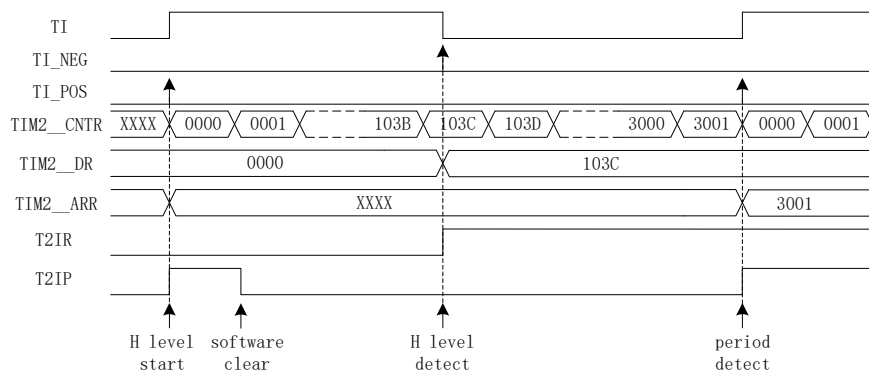 TI
TI_NEG
TI_POS
TIM2__CNTR XXXX 0000 0001 103B 103C 103D 3000 3001 0000 0001
TIM2__DR 0000 103C
TIM2__ARR XXXX 3001
T2IR
T2IP
H level software H level period
start clear detect detect